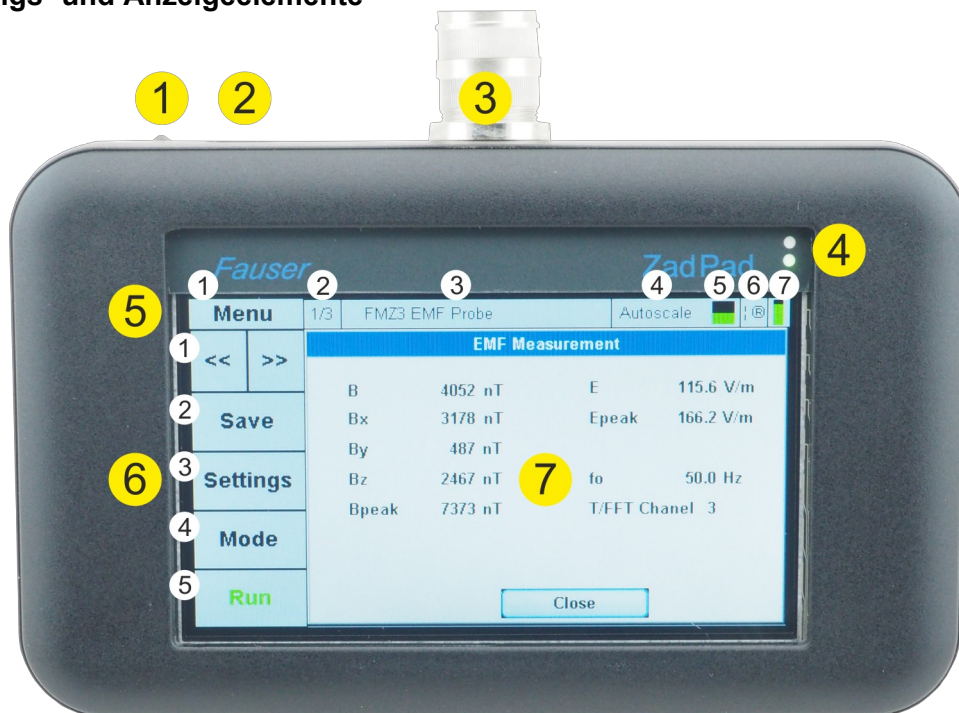 ngs- und Anzeigeelemente
1 2 3
4
Fauser ZadPad
5
1 2 3 4 5 6 7
Menu 1/3 FMZ3 EMF Probe Autoscale ¦ ®
1 << >>
EMF Measurement
B 4052 nT E 115.6 V/m
2 Save
Bx 3178 nT Epeak 166.2 V/m
By 487 nT
6
3 Settings
Bz 2467 nT 7 fo 50.0 Hz
Bpeak 7373 nT T/FFT Chanel 3
4 Mode
5 Run
Close